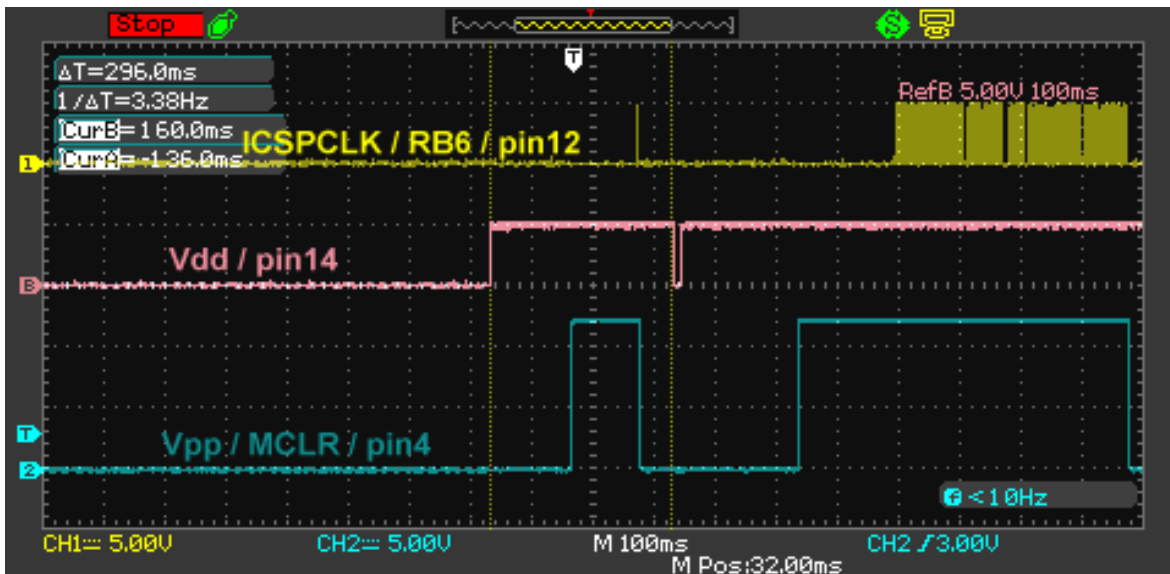 Stop
T
ΔT=296.0ms
1/ΔT=3.38Hz
CurB=160.0ms
CurA=-136.0ms
RefB 5.00V 100ms
ICSPCLK / RB6 / pin12
1
Vdd / pin14
B
T
Vpp / MCLR / pin4
2
f <10Hz
CH1 5.00V CH2 5.00V M 100ms CH2 3.00V
M Pos:32.00ms